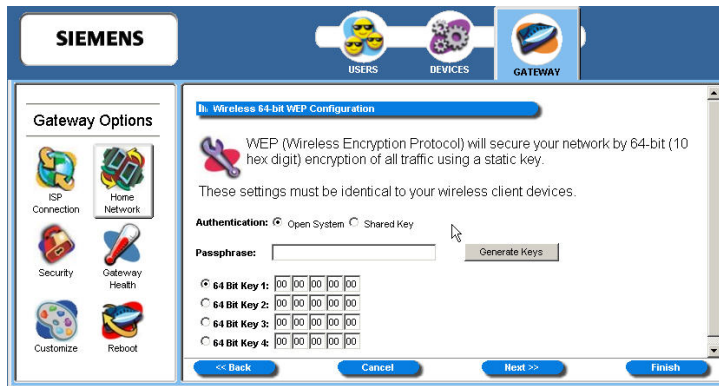 SIEMENS
USERS
DEVICES
GATEWAY
Gateway Options
ISP Connection
Home Network
Security
Gateway Health
Customize
Reboot
Wireless 64-bit WEP Configuration
WEP (Wireless Encryption Protocol) will secure your network by 64-bit (10
hex digit) encryption of all traffic using a static key.
These settings must be identical to your wireless client devices.
Authentication: Open System Shared Key
Passphrase: Generate Keys
64 Bit Key 1: 00 00 00 00 00
64 Bit Key 2: 00 00 00 00 00
64 Bit Key 3: 00 00 00 00 00
64 Bit Key 4: 00 00 00 00 00
<< Back Cancel Next >> Finish